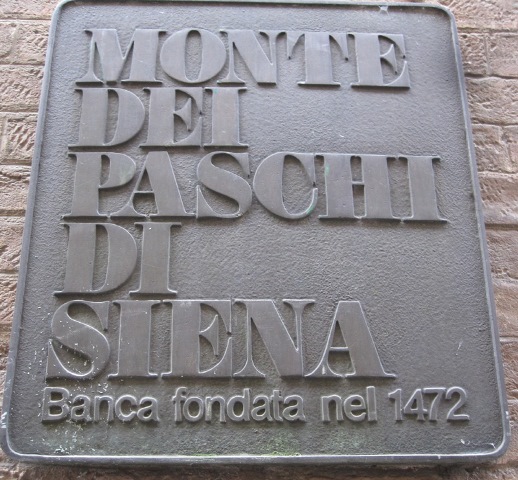 MONTE
DEI
PASCHI
DI
SIENA
Banca fondata nel 1472